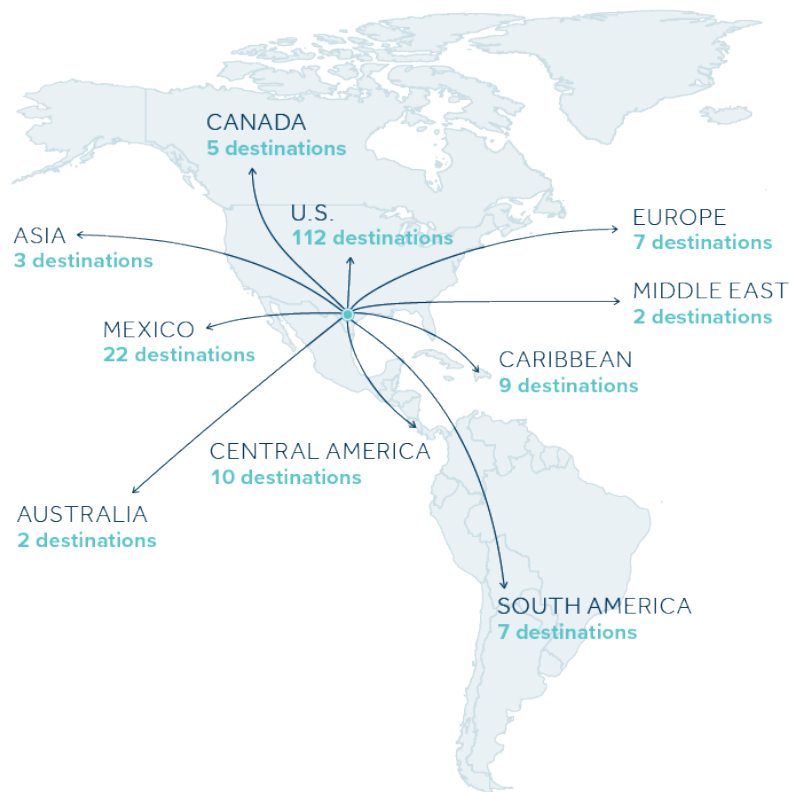 CANADA
5 destinations
U.S.
112 destinations
ASIA
3 destinations
EUROPE
7 destinations
MIDDLE EAST
2 destinations
MEXICO
22 destinations
CARIBBEAN
9 destinations
CENTRAL AMERICA
10 destinations
AUSTRALIA
2 destinations
SOUTH AMERICA
7 destinations